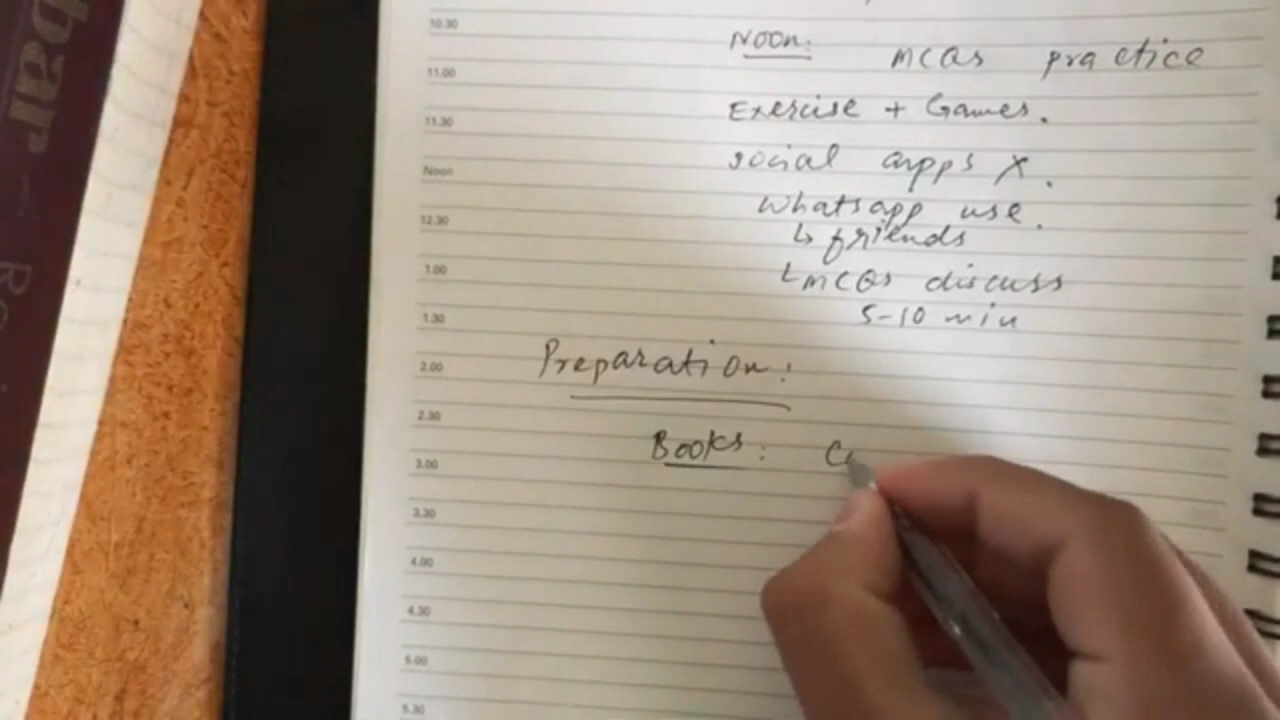 10.30
Noon: MCQs practice
11.00
Exercise + Games.
11.30
social apps X.
Noon
Whatsapp use.
12.30
↳ friends
1.00
↳ MCQs discuss
1.30
5-10 min
2.00
Preparation:
2.30
Books:
3.00
3.30
4.00
4.30
5.00
5.30
bar